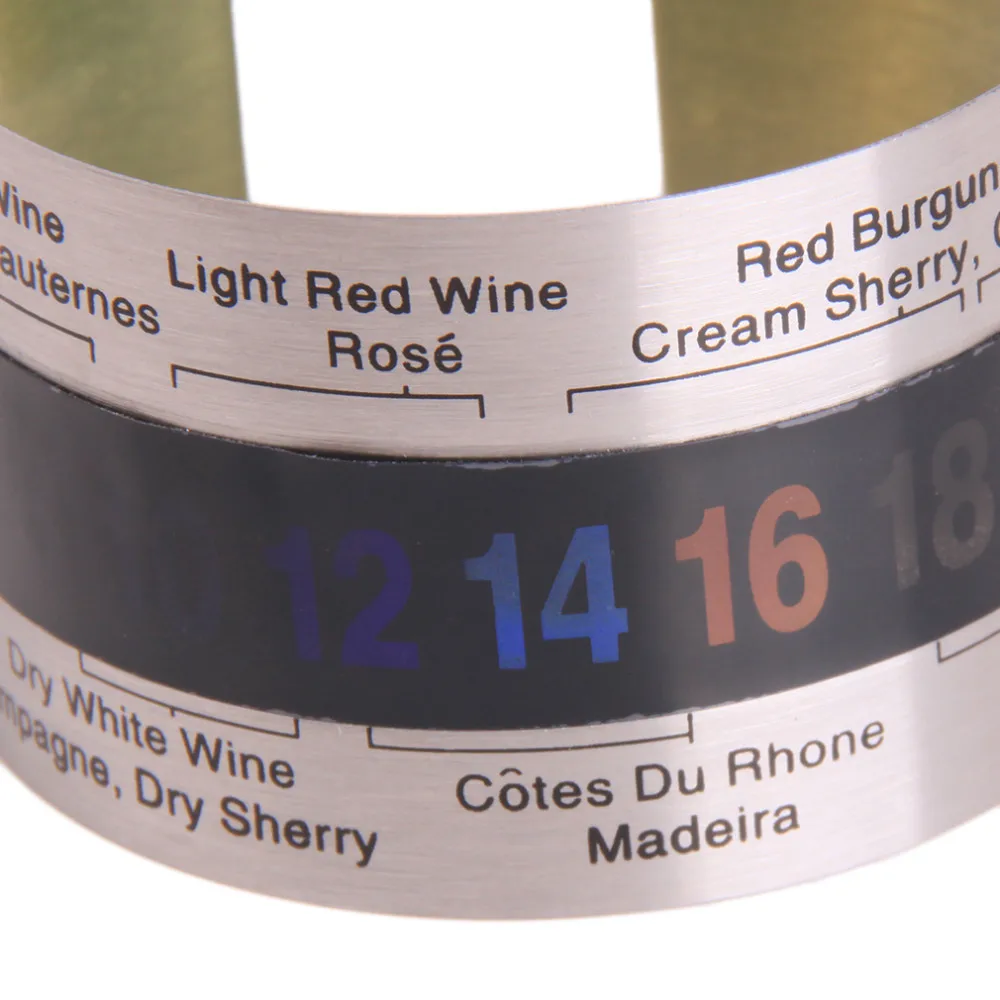 Wine
auternes
Light Red Wine
Rosé
Red Burgun
Cream Sherry,
10 12 14 16 18
Dry White Wine
mpagne, Dry Sherry
Côtes Du Rhone
Madeira